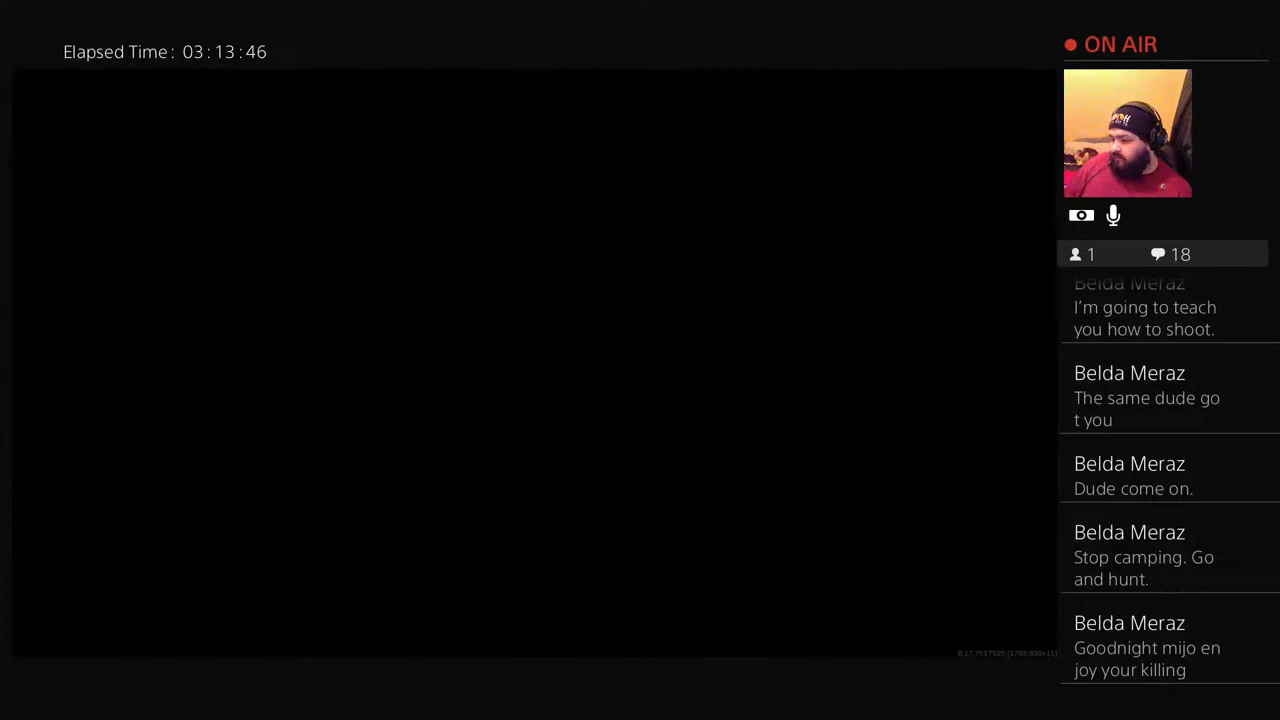 Elapsed Time: 03:13:46
ON AIR
1 18
Belda Meraz
I'm going to teach
you how to shoot.
Belda Meraz
The same dude go
t you
Belda Meraz
Dude come on.
Belda Meraz
Stop camping. Go
and hunt.
Belda Meraz
Goodnight mijo en
joy your killing